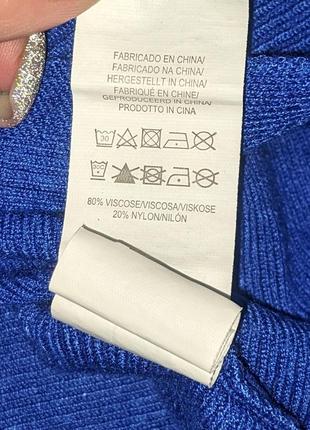 FABRICADO EN CHINA/
FABRICADO NA CHINA/
HERGESTELLT IN CHINA/
FABRIQUÉ EN CHINE/
GEPRODUCEERD IN CHINA/
PRODOTTO IN CINA
30
30C
80% VISCOSE/VISCOSA/VISKOSE
20% NYLON/NILÓN